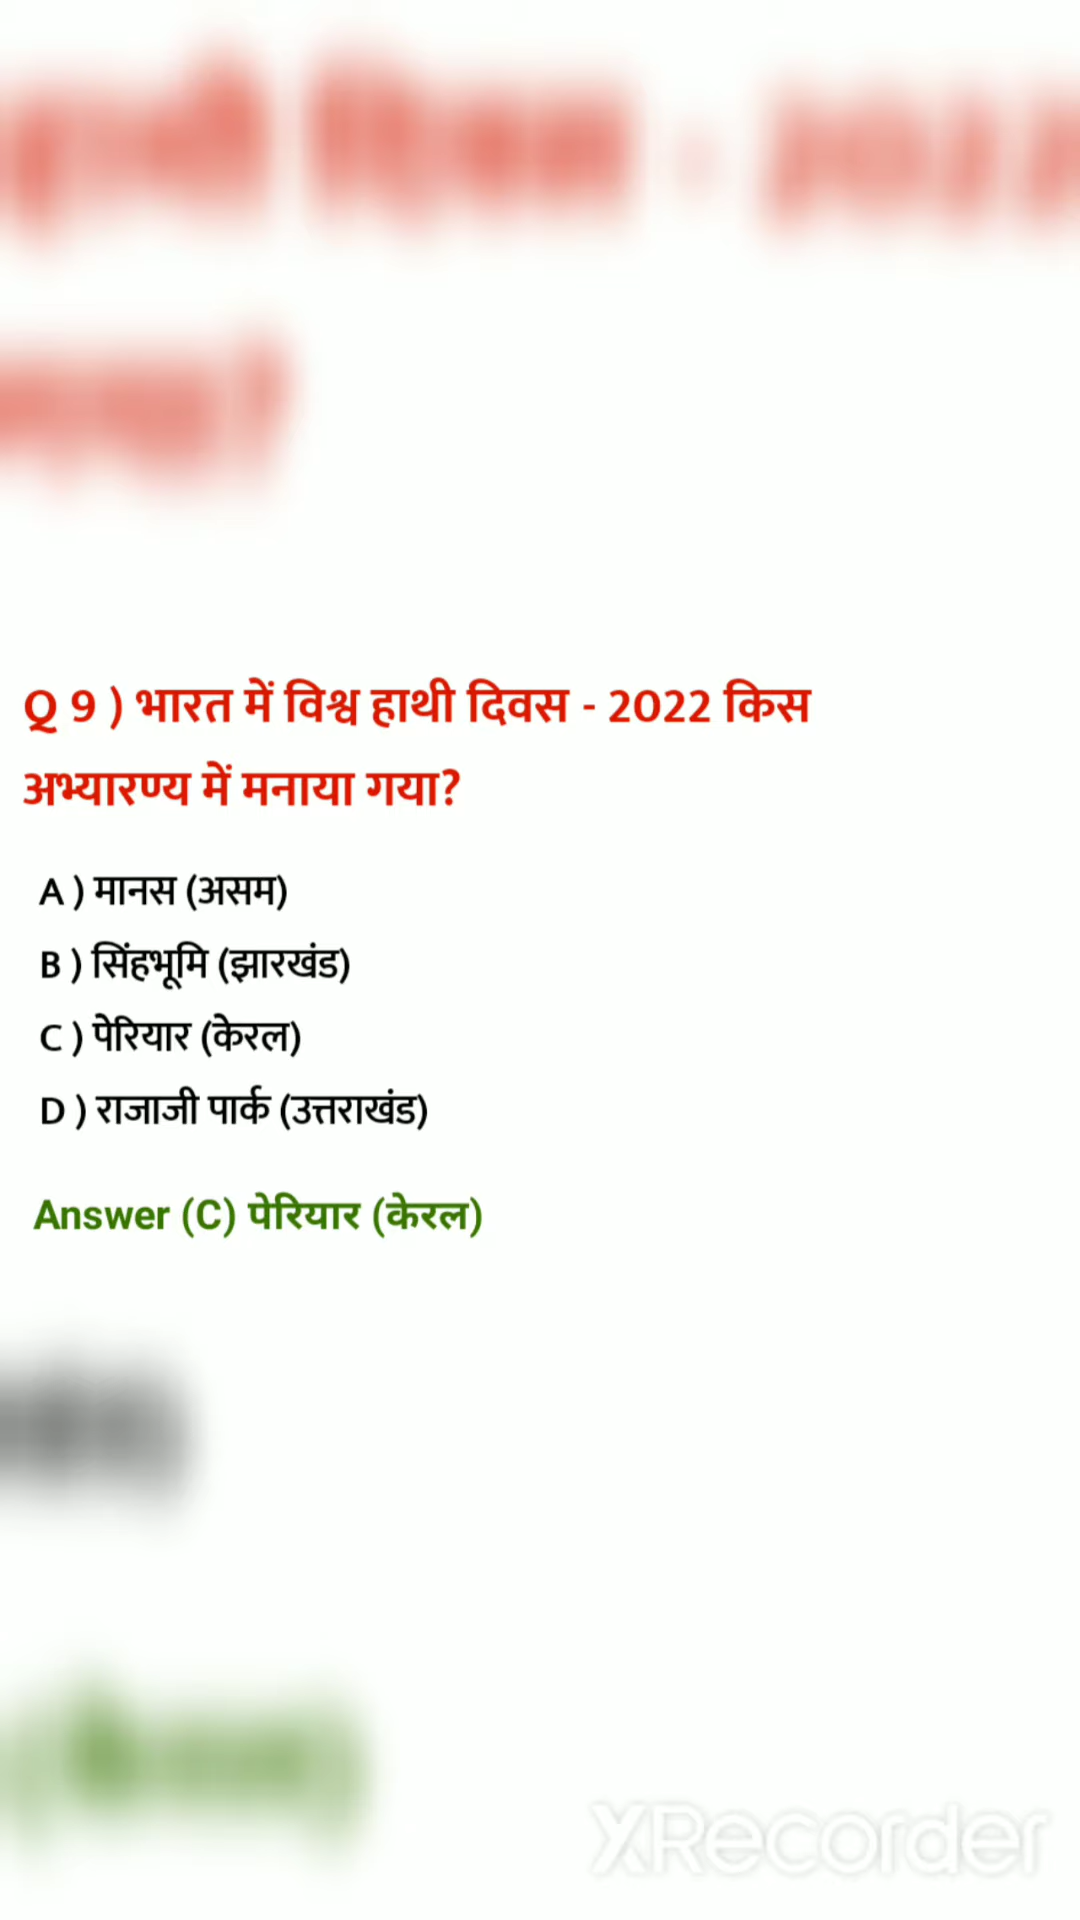 Q 9 ) भारत में विश्व हाथी दिवस - 2022 किस
अभ्यारण्य में मनाया गया?
A ) मानस (असम)
B ) सिंहभूमि (झारखंड)
C ) पेरियार (केरल)
D ) राजाजी पार्क (उत्तराखंड)
Answer (C) पेरियार (केरल)
XRecorder